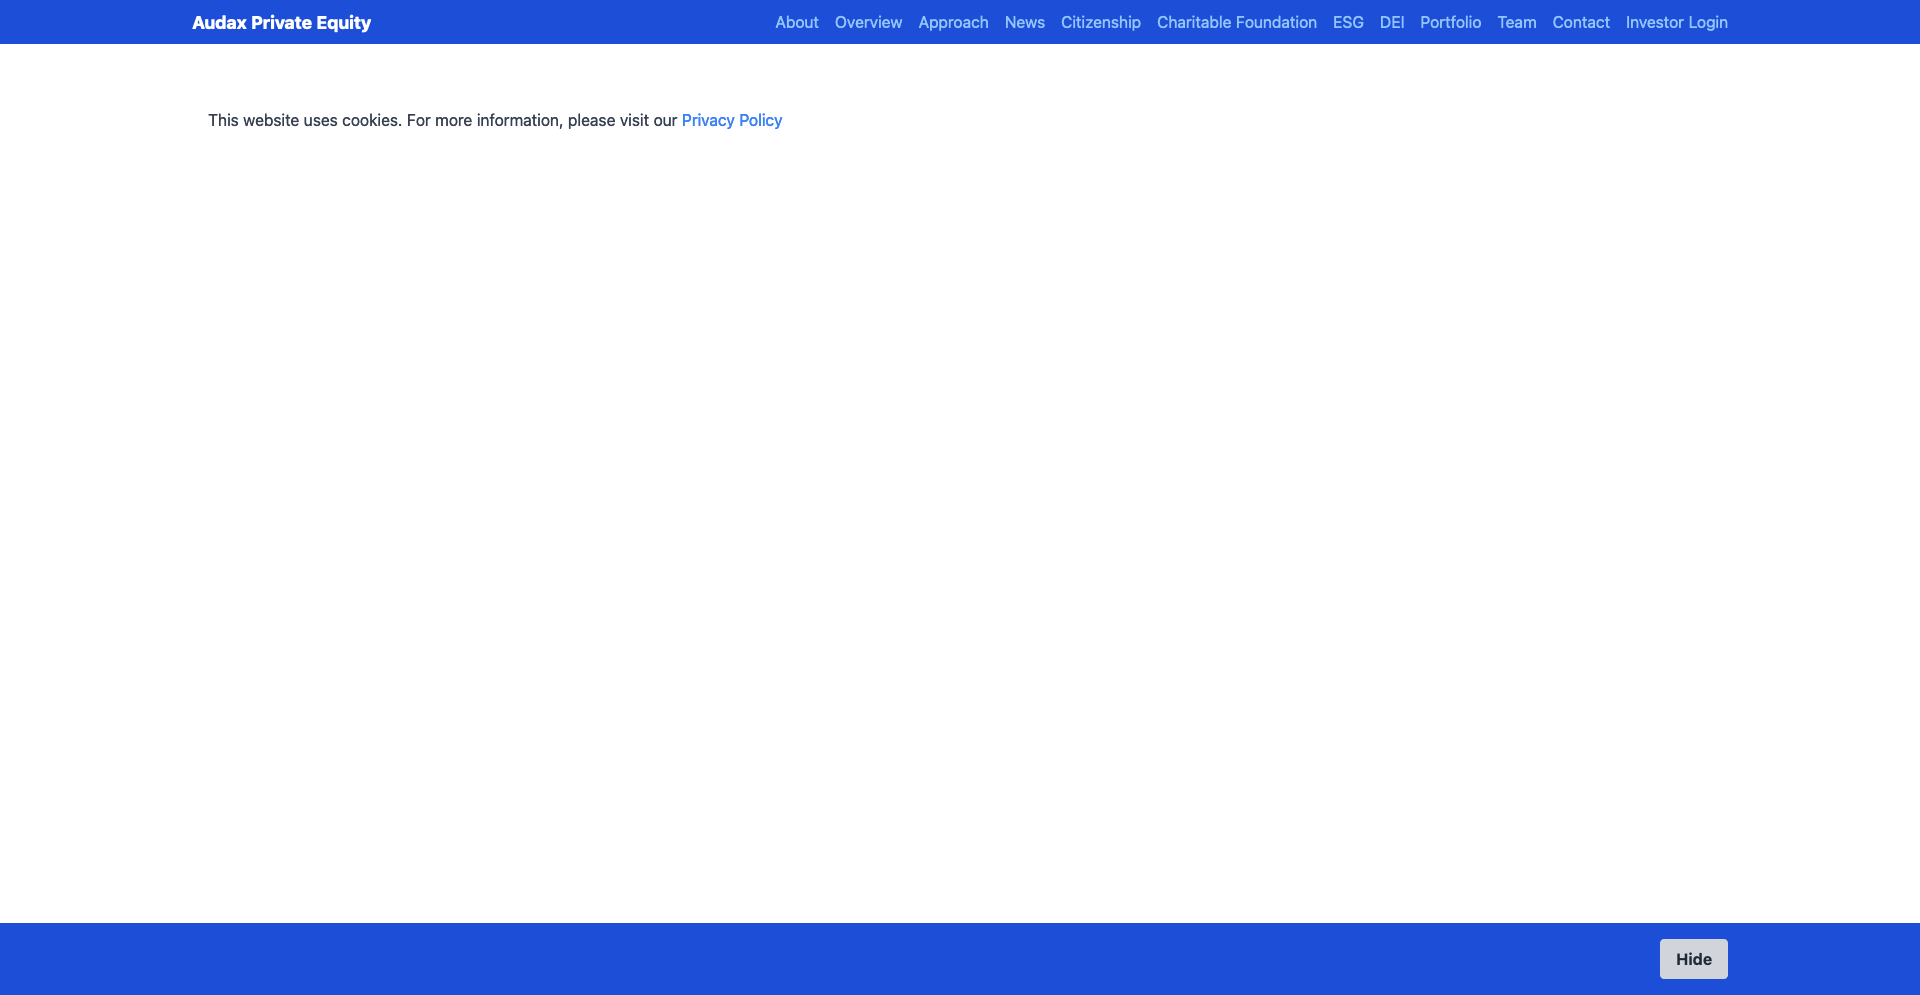 Audax Private Equity
About Overview Approach News Citizenship Charitable Foundation ESG DEI Portfolio Team Contact Investor Login
This website uses cookies. For more information, please visit our Privacy Policy
Hide